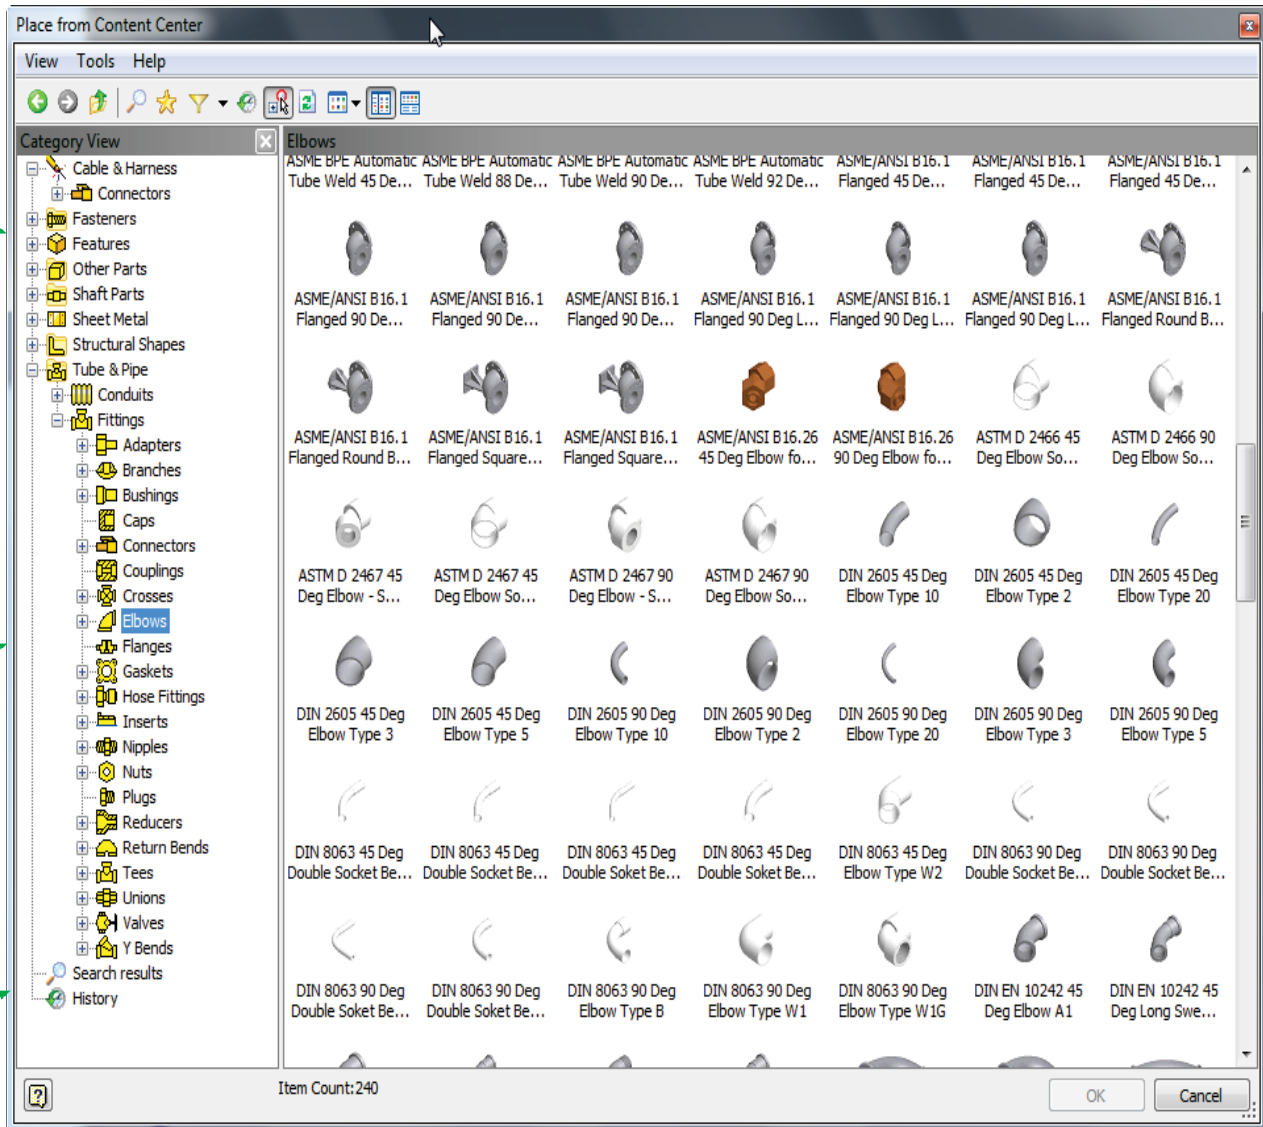 Place from Content Center
View Tools Help
Category View
Elbows
Cable & Harness
Connectors
Fasteners
Features
Other Parts
Shaft Parts
Sheet Metal
Structural Shapes
Tube & Pipe
Conduits
Fittings
Adapters
Branches
Bushings
Caps
Connectors
Couplings
Crosses
Elbows
Flanges
Gaskets
Hose Fittings
Inserts
Nipples
Nuts
Plugs
Reducers
Return Bends
Tees
Unions
Valves
Y Bends
Search results
History
ASME BPE Automatic ASME BPE Automatic ASME BPE Automatic ASME BPE Automatic ASME/ANSI B16.1 ASME/ANSI B16.1 ASME/ANSI B16.1
Tube Weld 45 De... Tube Weld 88 De... Tube Weld 90 De... Tube Weld 92 De... Flanged 45 De... Flanged 45 De... Flanged 45 De...
ASME/ANSI B16.1 ASME/ANSI B16.1 ASME/ANSI B16.1 ASME/ANSI B16.1 ASME/ANSI B16.1 ASME/ANSI B16.1 ASME/ANSI B16.1
Flanged 90 De... Flanged 90 De... Flanged 90 De... Flanged 90 Deg L... Flanged 90 Deg L... Flanged 90 Deg L... Flanged Round B...
ASME/ANSI B16.1 ASME/ANSI B16.1 ASME/ANSI B16.1 ASME/ANSI B16.26 ASME/ANSI B16.26 ASTM D 2466 45 ASTM D 2466 90
Flanged Round B... Flanged Square... Flanged Square... 45 Deg Elbow fo... 90 Deg Elbow fo... Deg Elbow So... Deg Elbow So...
ASTM D 2467 45 ASTM D 2467 45 ASTM D 2467 90 ASTM D 2467 90 DIN 2605 45 Deg DIN 2605 45 Deg DIN 2605 45 Deg
Deg Elbow - S... Deg Elbow So... Deg Elbow - S... Deg Elbow So... Elbow Type 10 Elbow Type 2 Elbow Type 20
DIN 2605 45 Deg DIN 2605 45 Deg DIN 2605 90 Deg DIN 2605 90 Deg DIN 2605 90 Deg DIN 2605 90 Deg DIN 2605 90 Deg
Elbow Type 3 Elbow Type 5 Elbow Type 10 Elbow Type 2 Elbow Type 20 Elbow Type 3 Elbow Type 5
DIN 8063 45 Deg DIN 8063 45 Deg DIN 8063 45 Deg DIN 8063 45 Deg DIN 8063 45 Deg DIN 8063 90 Deg DIN 8063 90 Deg
Double Socket Be... Double Socket Be... Double Soket Be... Double Soket Be... Elbow Type W2 Double Socket Be... Double Socket Be...
DIN 8063 90 Deg DIN 8063 90 Deg DIN 8063 90 Deg DIN 8063 90 Deg DIN 8063 90 Deg DIN EN 10242 45 DIN EN 10242 45
Double Soket Be... Double Soket Be... Elbow Type B Elbow Type W1 Elbow Type W1G Deg Elbow A1 Deg Long Swe...
Item Count:240
OK Cancel